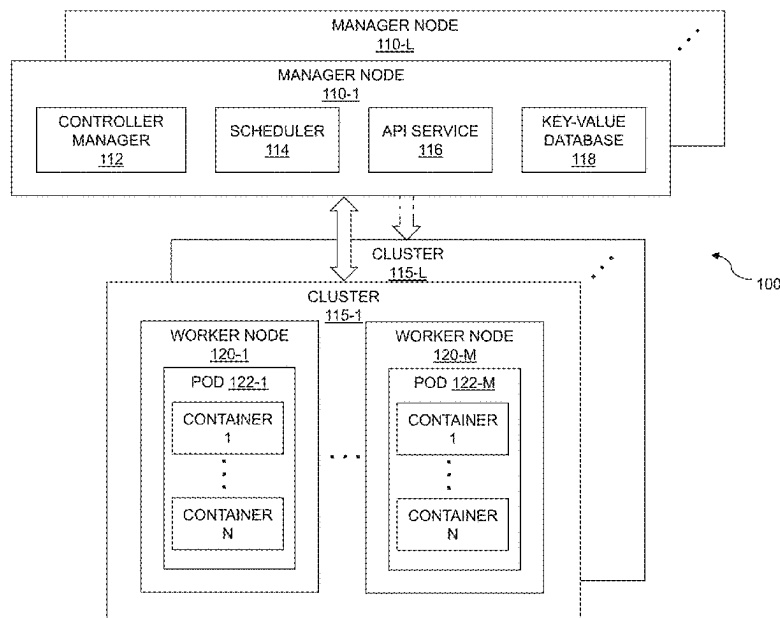 MANAGER NODE
110-L
MANAGER NODE
110-1
CONTROLLER
MANAGER
112
SCHEDULER
114
API SERVICE
116
KEY-VALUE
DATABASE
118
CLUSTER
115-L
100
CLUSTER
115-1
WORKER NODE
120-1
POD 122-1
CONTAINER
1
CONTAINER
N
WORKER NODE
120-M
POD 122-M
CONTAINER
1
CONTAINER
N